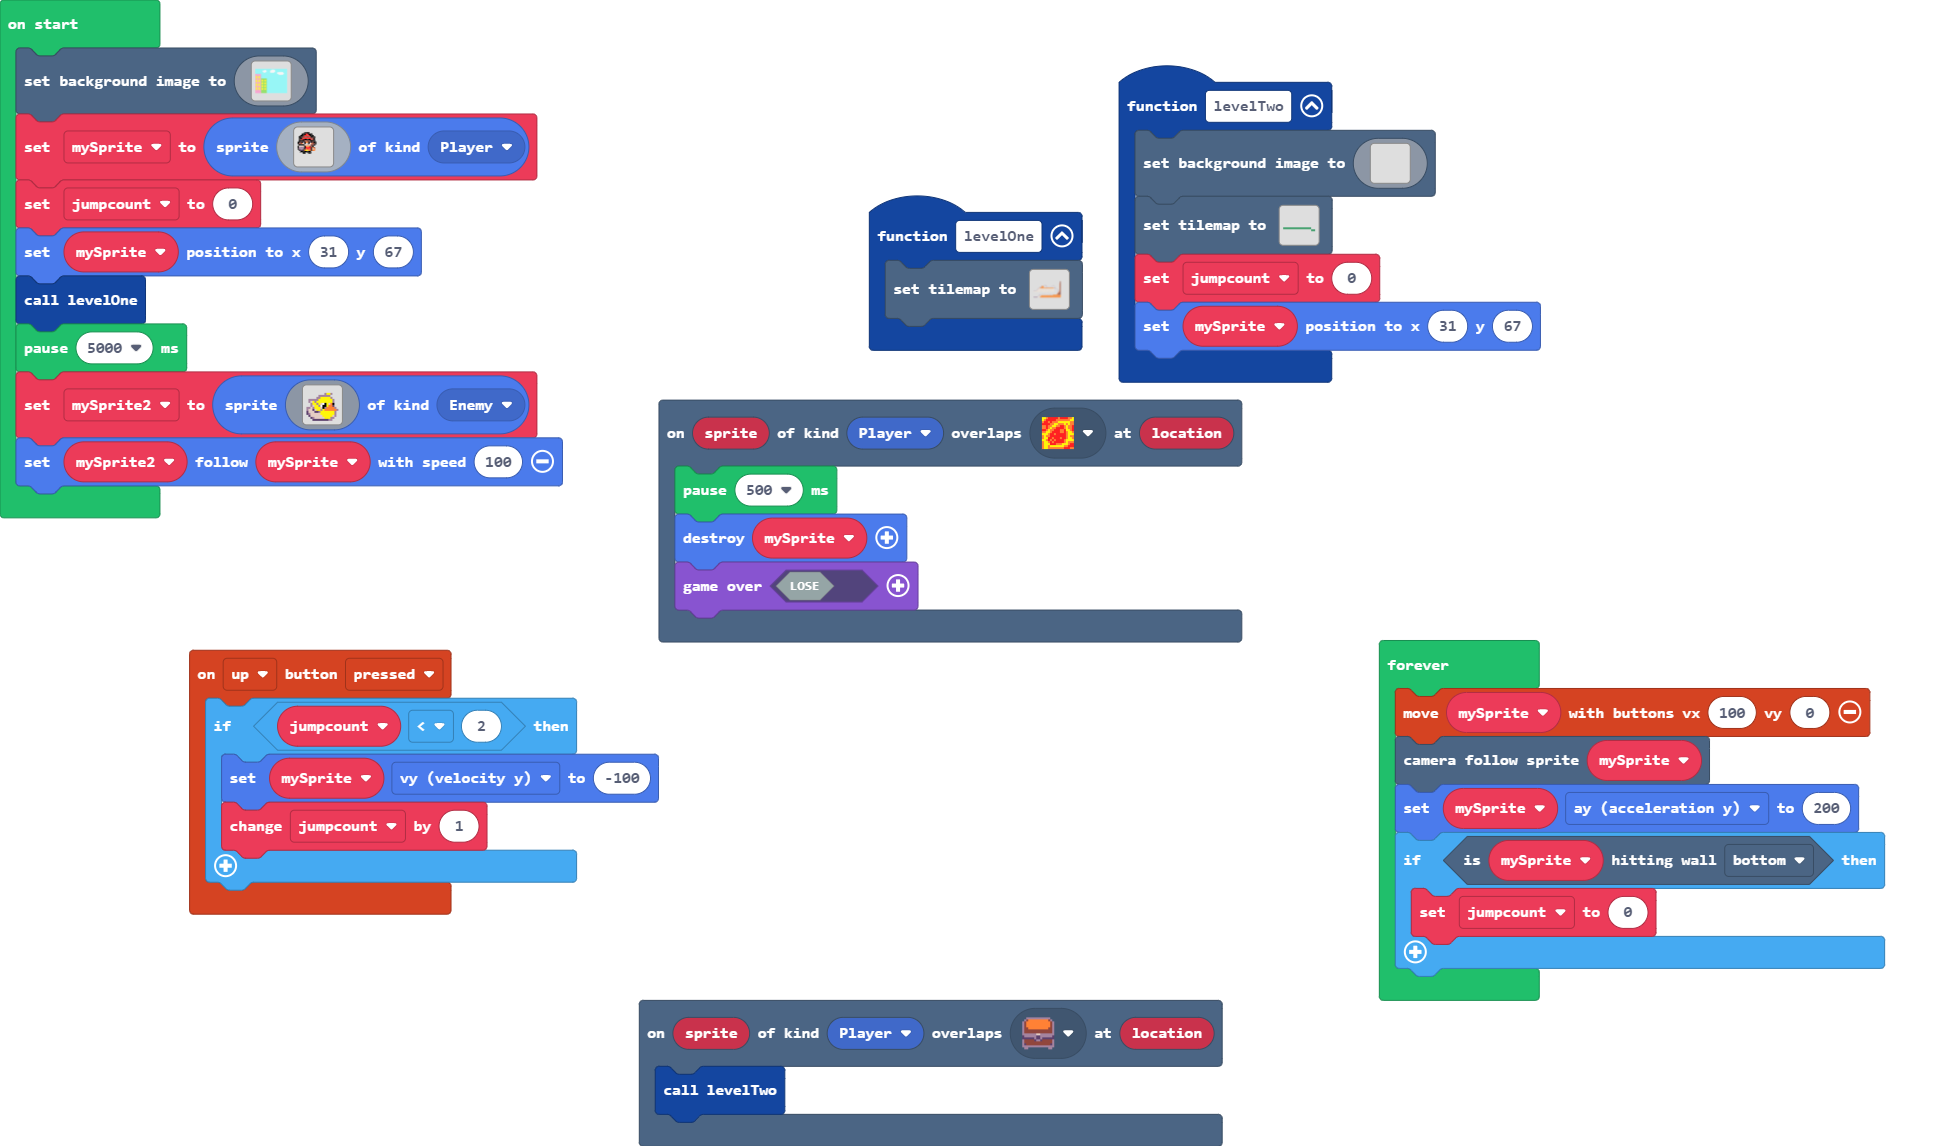 on start
set background image to
set mySprite to sprite of kind Player
set jumpcount to 0
set mySprite position to x 31 y 67
call levelOne
pause 5000 ms
set mySprite2 to sprite of kind Enemy
set mySprite2 follow mySprite with speed 100
function levelOne
set tilemap to
function levelTwo
set background image to
set tilemap to
set jumpcount to 0
set mySprite position to x 31 y 67
on sprite of kind Player overlaps at location
pause 500 ms
destroy mySprite
game over LOSE
on up button pressed
if jumpcount < 2 then
set mySprite vy (velocity y) to -100
change jumpcount by 1
forever
move mySprite with buttons vx 100 vy 0
camera follow sprite mySprite
set mySprite ay (acceleration y) to 200
if is mySprite hitting wall bottom then
set jumpcount to 0
on sprite of kind Player overlaps at location
call levelTwo